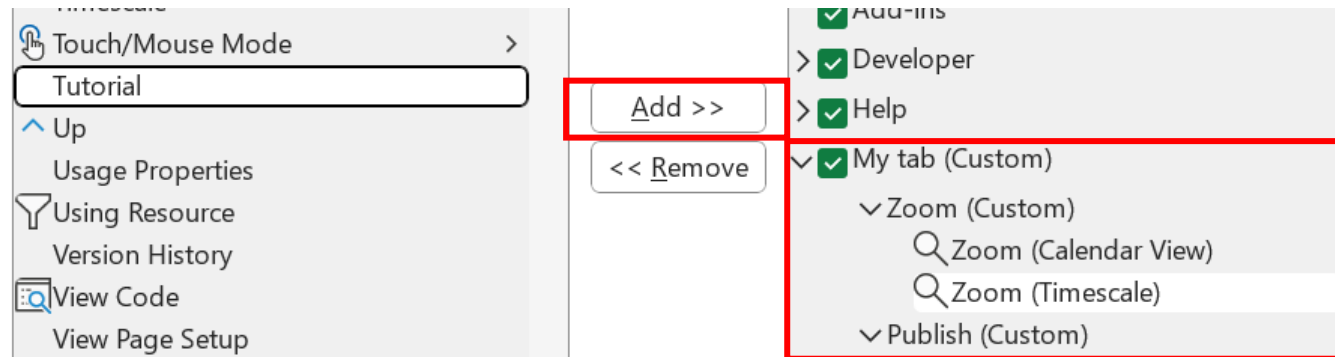 Timescale
Touch/Mouse Mode
Tutorial
Up
Usage Properties
Using Resource
Version History
View Code
View Page Setup
Add >>
<< Remove
Add-Ins
Developer
Help
My tab (Custom)
Zoom (Custom)
Zoom (Calendar View)
Zoom (Timescale)
Publish (Custom)